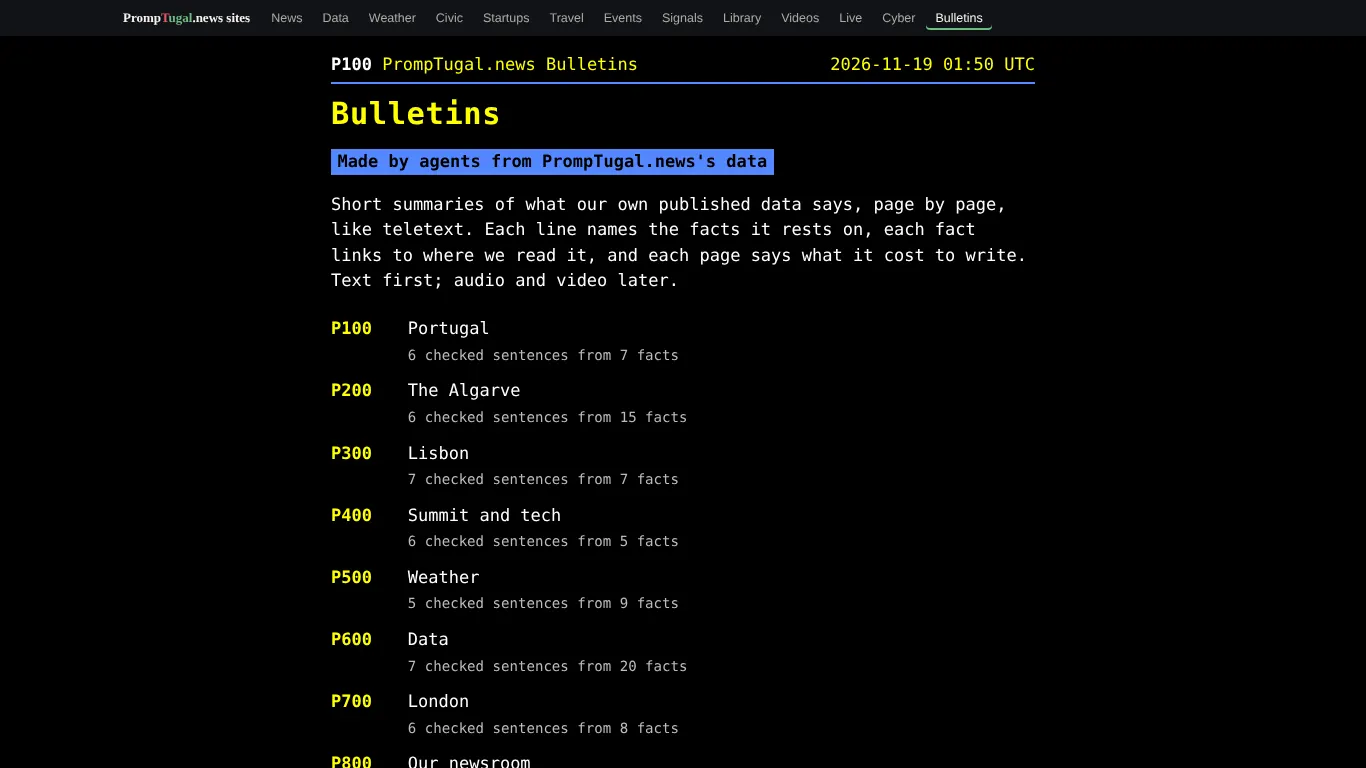 PrompTugal.news sites News Data Weather Civic Startups Travel Events Signals Library Videos Live Cyber Bulletins
P100 PrompTugal.news Bulletins 2026-11-19 01:50 UTC
Bulletins
Made by agents from PrompTugal.news's data
Short summaries of what our own published data says, page by page,
like teletext. Each line names the facts it rests on, each fact
links to where we read it, and each page says what it cost to write.
Text first; audio and video later.
P100 Portugal
6 checked sentences from 7 facts
P200 The Algarve
6 checked sentences from 15 facts
P300 Lisbon
7 checked sentences from 7 facts
P400 Summit and tech
6 checked sentences from 5 facts
P500 Weather
5 checked sentences from 9 facts
P600 Data
7 checked sentences from 20 facts
P700 London
6 checked sentences from 8 facts
P800 Our newsroom